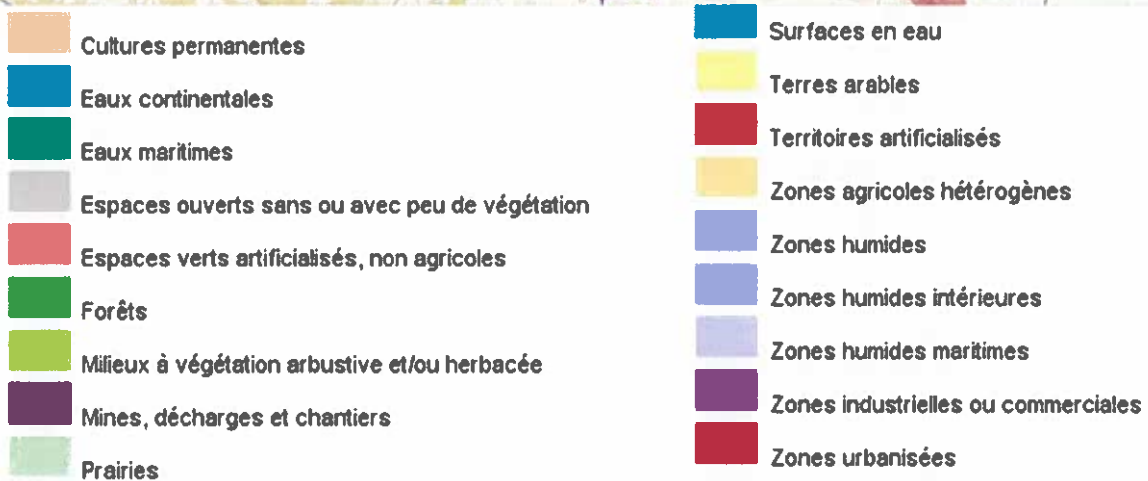 Cultures permanentes
Eaux continentales
Eaux maritimes
Espaces ouverts sans ou avec peu de végétation
Espaces verts artificialisés, non agricoles
Forêts
Milieux à végétation arbustive et/ou herbacée
Mines, décharges et chantiers
Prairies
Surfaces en eau
Terres arables
Territoires artificialisés
Zones agricoles hétérogènes
Zones humides
Zones humides intérieures
Zones humides maritimes
Zones industrielles ou commerciales
Zones urbanisées